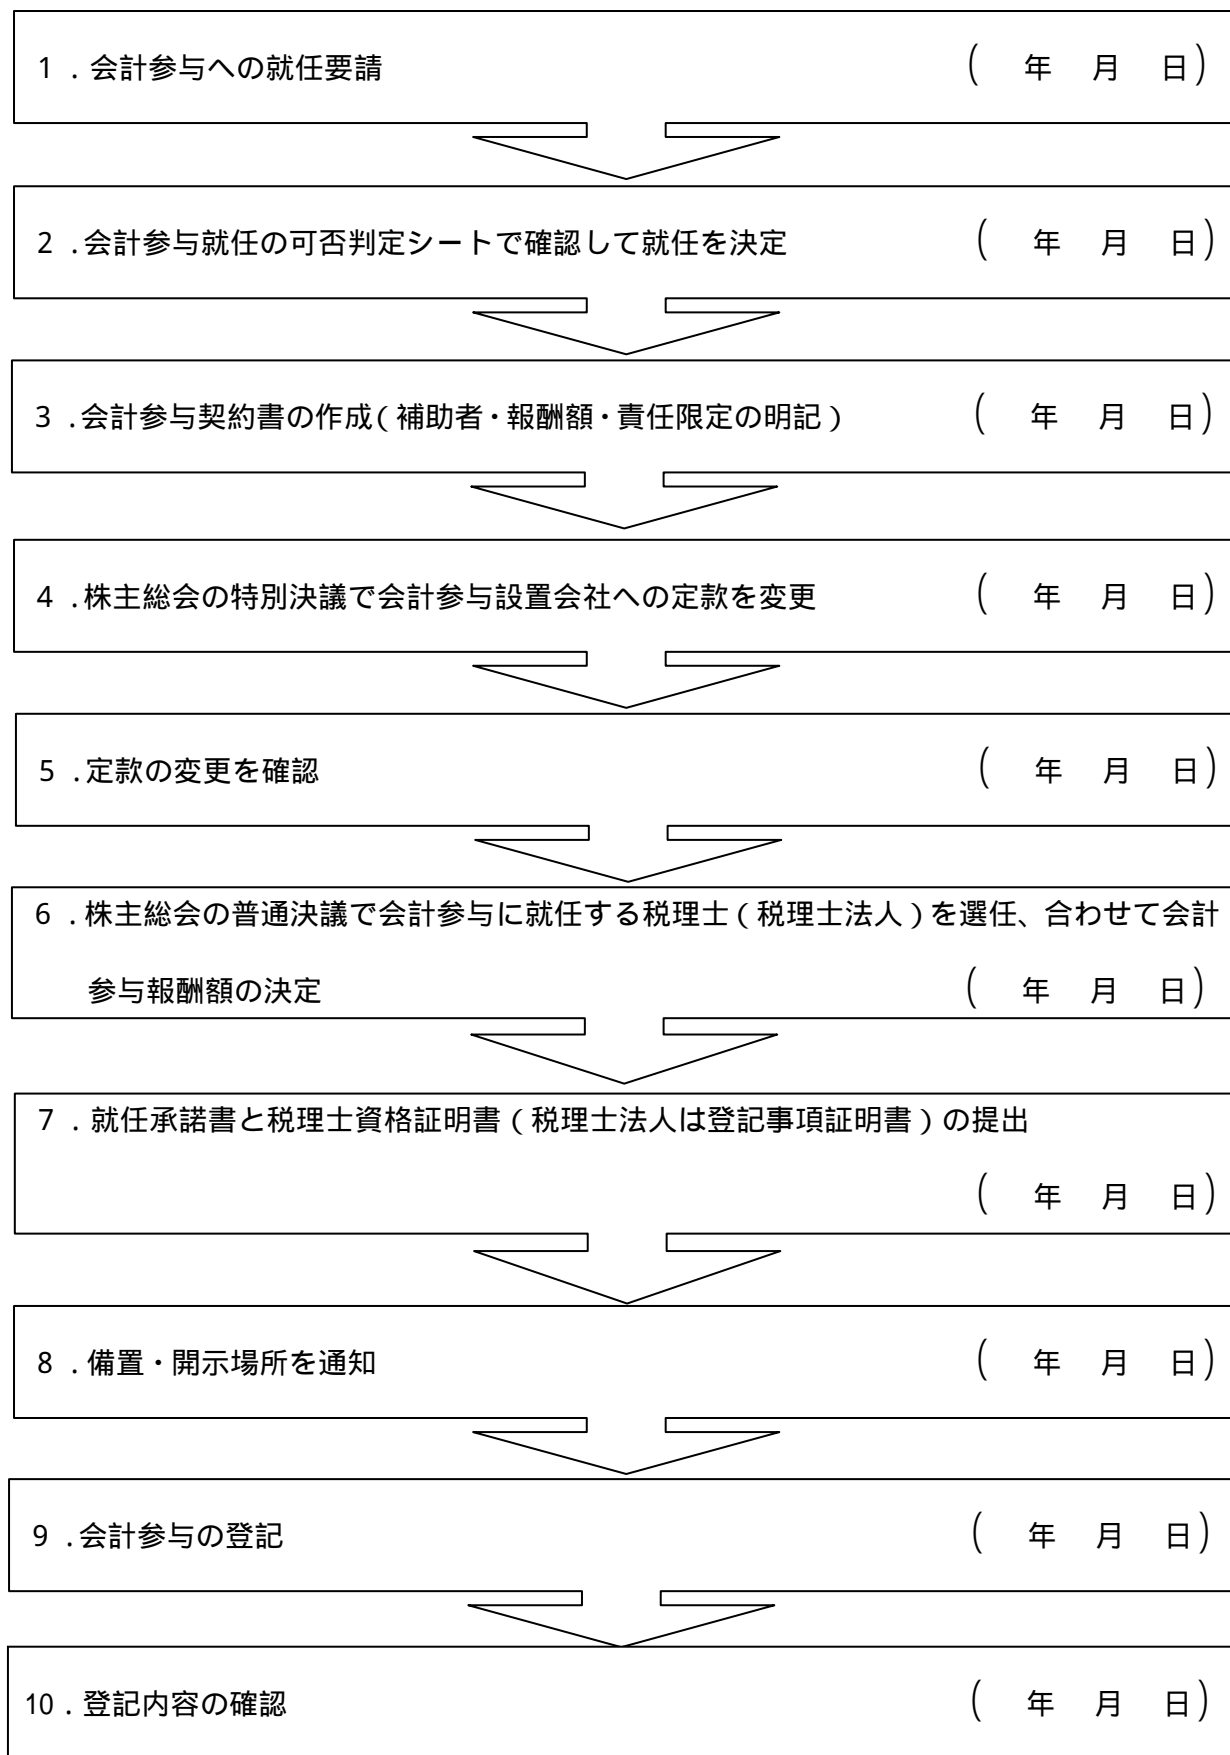 1．会計参与への就任要請 （ 年 月 日）
2．会計参与就任の可否判定シートで確認して就任を決定 （ 年 月 日）
3．会計参与契約書の作成（補助者・報酬額・責任限定の明記） （ 年 月 日）
4．株主総会の特別決議で会計参与設置会社への定款を変更 （ 年 月 日）
5．定款の変更を確認 （ 年 月 日）
6．株主総会の普通決議で会計参与に就任する税理士（税理士法人）を選任、合わせて会計
参与報酬額の決定 （ 年 月 日）
7．就任承諾書と税理士資格証明書（税理士法人は登記事項証明書）の提出
（ 年 月 日）
8．備置・開示場所を通知 （ 年 月 日）
9．会計参与の登記 （ 年 月 日）
10．登記内容の確認 （ 年 月 日）